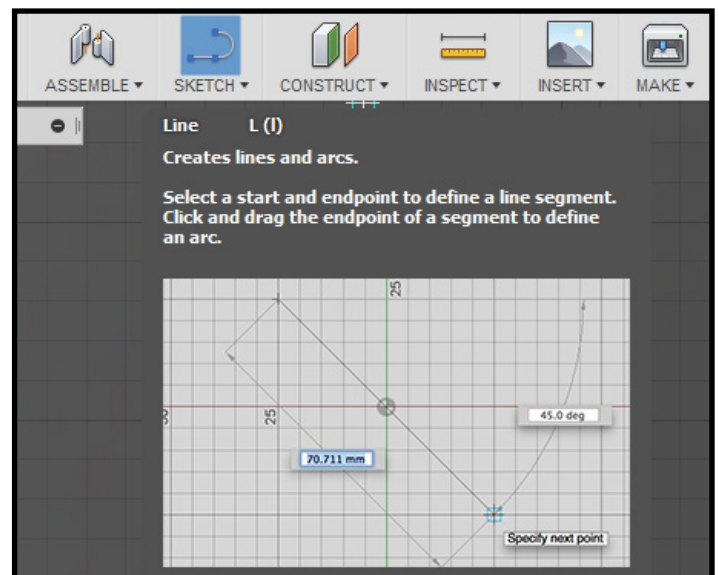 ASSEMBLE ▾ SKETCH ▾ CONSTRUCT ▾ INSPECT ▾ INSERT ▾ MAKE ▾
Line L (l)
Creates lines and arcs.
Select a start and endpoint to define a line segment.
Click and drag the endpoint of a segment to define
an arc.
25
25
45.0 deg
70.711 mm
Specify next point